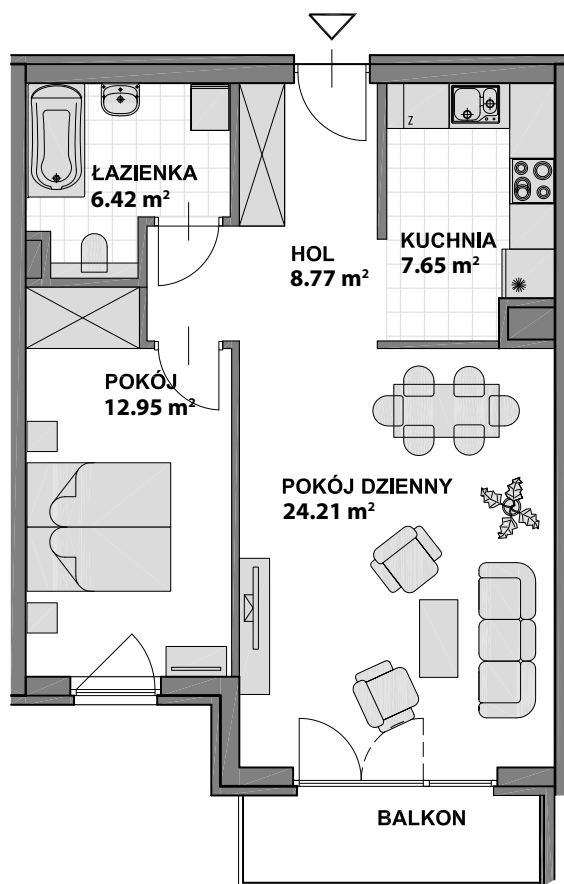 Z
ŁAZIENKA
6.42 m²
HOL
8.77 m²
KUCHNIA
7.65 m²
POKÓJ
12.95 m²
POKÓJ DZIENNY
24.21 m²
BALKON